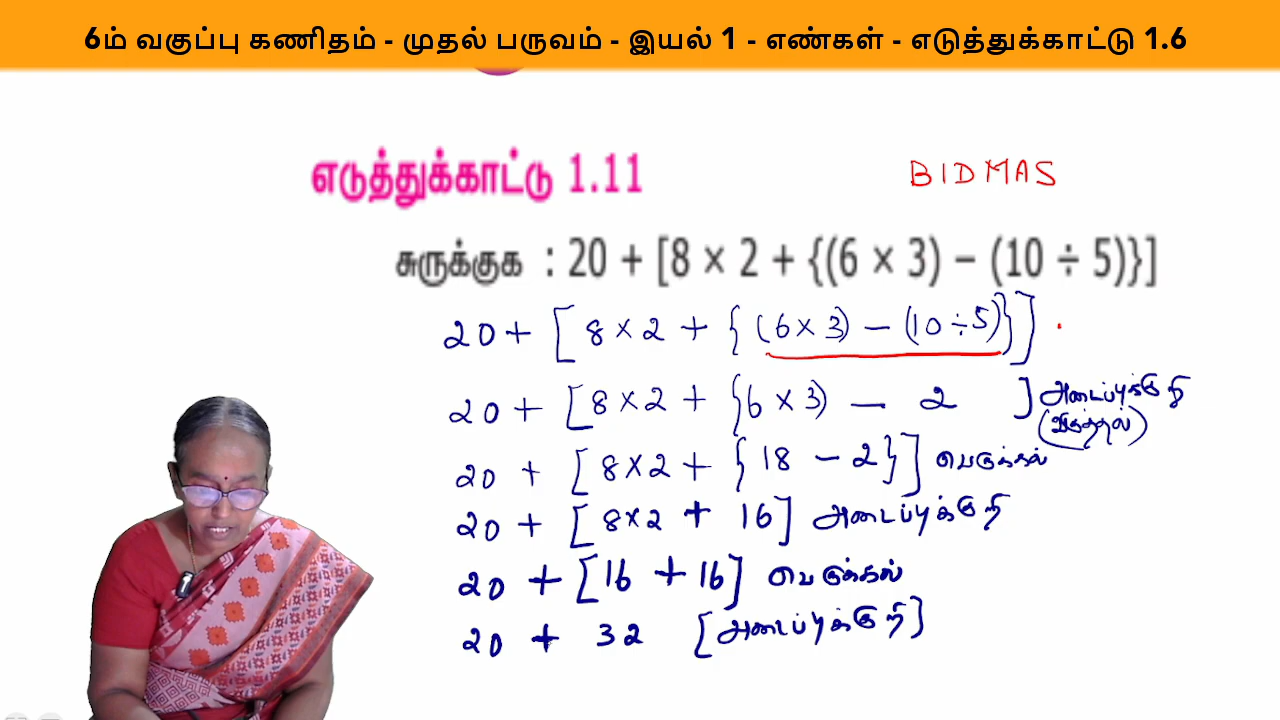 6ம் வகுப்பு கணிதம் - முதல் பருவம் - இயல் 1 - எண்கள் - எடுத்துக்காட்டு 1.6
எடுத்துக்காட்டு 1.11
BIDMAS
சுருக்குக : 20 + [8 × 2 + {(6 × 3) − (10 ÷ 5)}]
20 + [ 8 × 2 + { (6 × 3) − (10 ÷ 5)} ]
20 + [ 8 × 2 + {6 × 3) − 2 ] அடைப்புக்குறி
(வகுத்தல்)
20 + [ 8 × 2 + { 18 − 2 } ] பெருக்கல்
20 + [ 8×2 + 16 ] அடைப்புக்குறி
20 + [ 16 + 16 ] பெருக்கல்
20 + 32 [அடைப்புக்குறி]